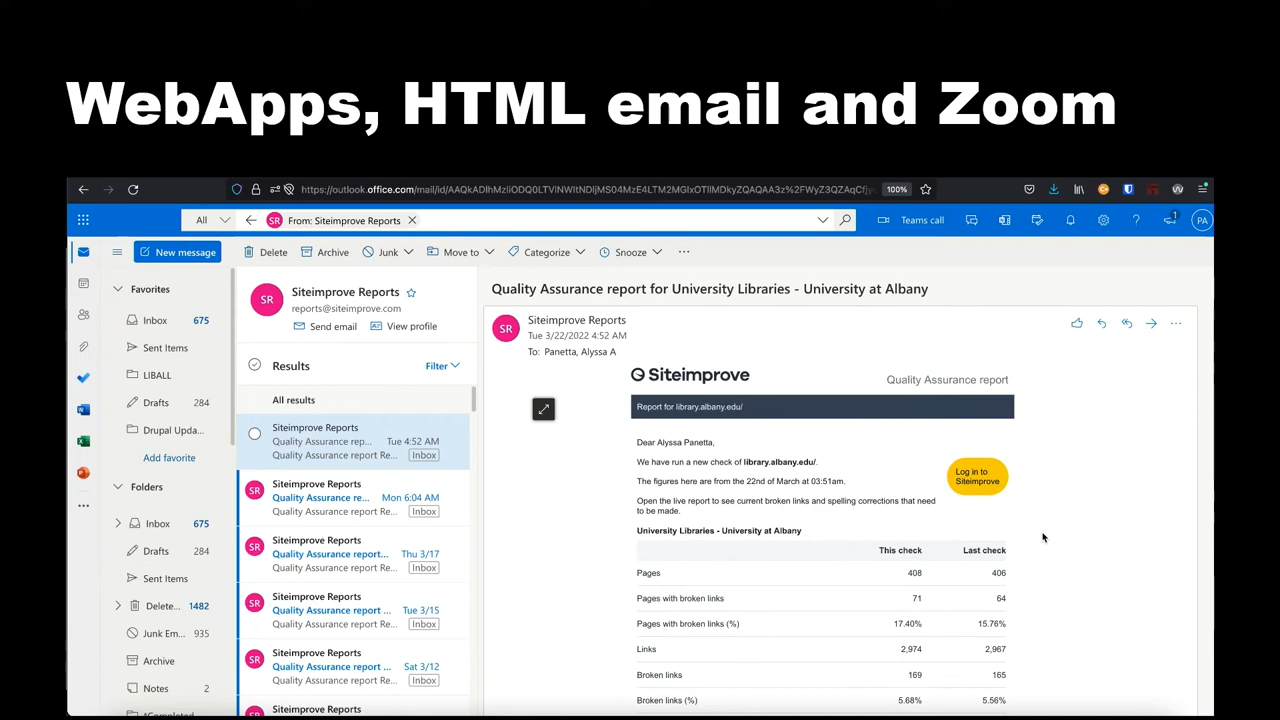 WebApps, HTML email and Zoom
100%
All
SR From: Siteimprove Reports
Teams call
1
PA
New message
Delete
Archive
Junk
Move to
Categorize
Snooze
Favorites
Inbox 675
Sent Items
LIBALL
Drafts 284
Drupal Upda...
Add favorite
Folders
Inbox 675
Drafts 284
Sent Items
Delete... 1482
Junk Em... 935
Archive
Notes 2
SR
Siteimprove Reports
reports@siteimprove.com
Send email View profile
Results
Filter
All results
Siteimprove Reports
Quality Assurance rep... Tue 4:52 AM
Quality Assurance report Re... Inbox
SR
Siteimprove Reports
Quality Assurance re... Mon 6:04 AM
Quality Assurance report Re... Inbox
SR
Siteimprove Reports
Quality Assurance report... Thu 3/17
Quality Assurance report Re... Inbox
SR
Siteimprove Reports
Quality Assurance report ... Tue 3/15
Quality Assurance report Re... Inbox
SR
Siteimprove Reports
Quality Assurance report ... Sat 3/12
Quality Assurance report Re... Inbox
SR
Siteimprove Reports
Quality Assurance report for University Libraries - University at Albany
SR
Siteimprove Reports
Tue 3/22/2022 4:52 AM
To: Panetta, Alyssa A
Siteimprove
Quality Assurance report
Report for library.albany.edu/
Dear Alyssa Panetta,
We have run a new check of library.albany.edu/.
The figures here are from the 22nd of March at 03:51am.
Open the live report to see current broken links and spelling corrections that need
to be made.
Log in to
Siteimprove
University Libraries - University at Albany
This check Last check
Pages 408 406
Pages with broken links 71 64
Pages with broken links (%) 17.40% 15.76%
Links 2,974 2,967
Broken links 169 165
Broken links (%) 5.68% 5.56%